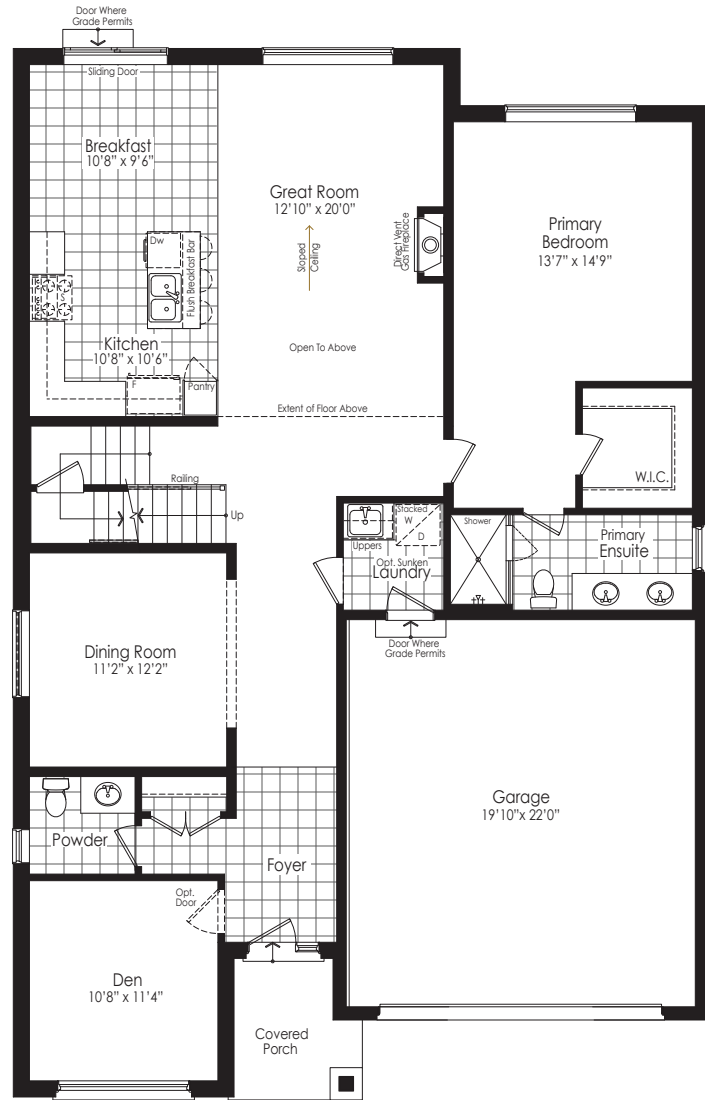 Door Where
Grade Permits
Sliding Door
Breakfast
10'8" x 9'6"
Great Room
12'10" x 20'0"
Sloped
Ceiling
Direct Vent
Gas Fireplace
Primary
Bedroom
13'7" x 14'9"
Dw
Flush Breakfast Bar
S
Kitchen
10'8" x 10'6"
F
Pantry
Open To Above
Extent of Floor Above
W.I.C.
Railing
Up
Stacked
W
D
Uppers
Opt. Sunken
Laundry
Shower
Primary
Ensuite
Door Where
Grade Permits
Dining Room
11'2" x 12'2"
Garage
19'10"x 22'0"
Powder
Foyer
Opt.
Door
Den
10'8" x 11'4"
Covered
Porch